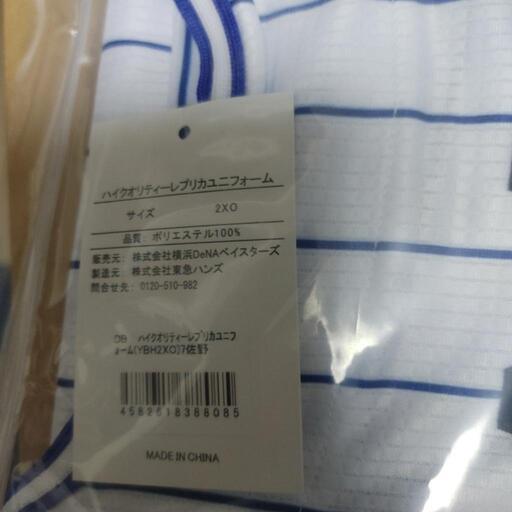 ハイクオリティーレプリカユニフォーム
サイズ 2XO
品質: ポリエステル100%
販売元: 株式会社横浜DeNAベイスターズ
製造元: 株式会社東急ハンズ
問合せ先: 0120-510-982
DB ハイクオリティーレプリカユニフ
ォーム(YBH2XO)7佐野
4582618388085
MADE IN CHINA